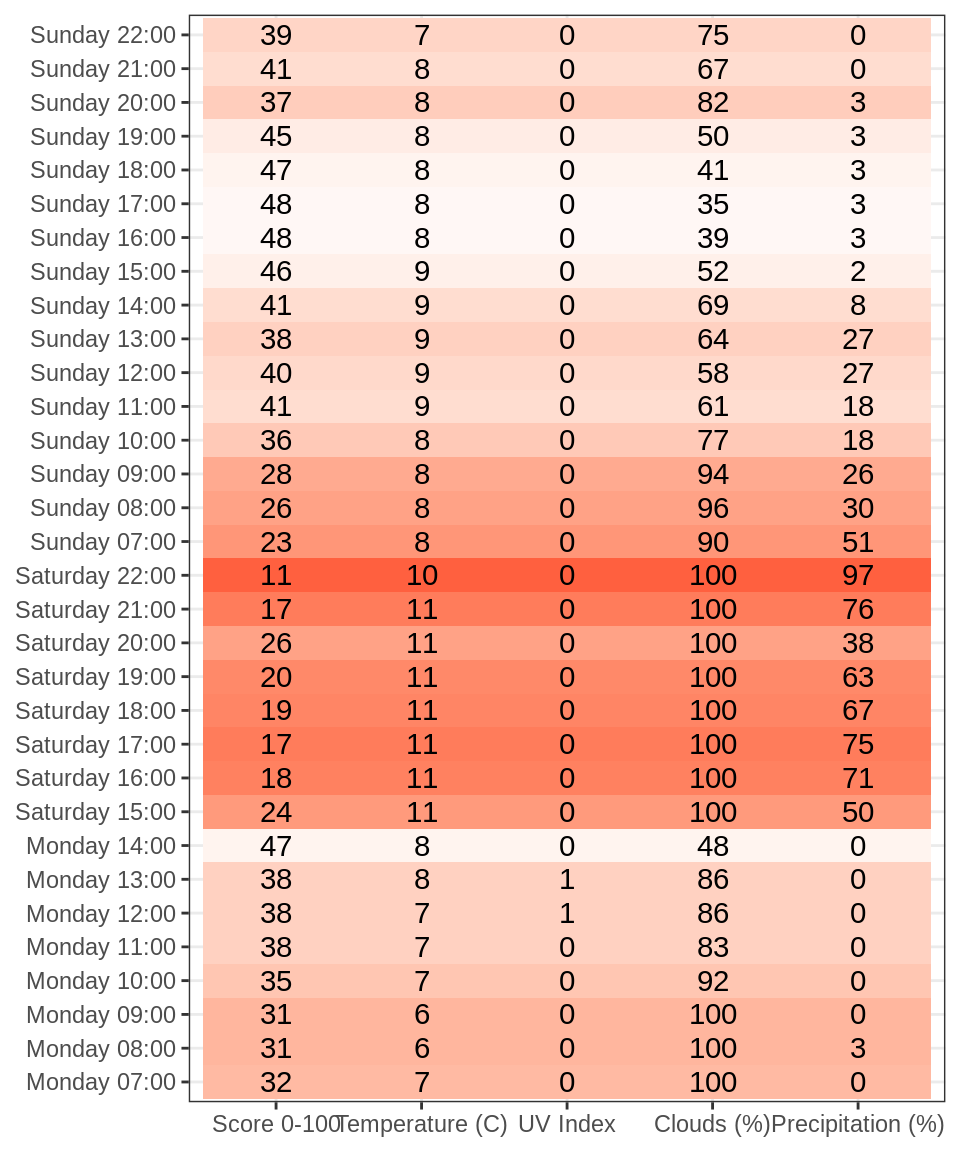 Sunday 22:00 39 7 0 75 0
Sunday 21:00 41 8 0 67 0
Sunday 20:00 37 8 0 82 3
Sunday 19:00 45 8 0 50 3
Sunday 18:00 47 8 0 41 3
Sunday 17:00 48 8 0 35 3
Sunday 16:00 48 8 0 39 3
Sunday 15:00 46 9 0 52 2
Sunday 14:00 41 9 0 69 8
Sunday 13:00 38 9 0 64 27
Sunday 12:00 40 9 0 58 27
Sunday 11:00 41 9 0 61 18
Sunday 10:00 36 8 0 77 18
Sunday 09:00 28 8 0 94 26
Sunday 08:00 26 8 0 96 30
Sunday 07:00 23 8 0 90 51
Saturday 22:00 11 10 0 100 97
Saturday 21:00 17 11 0 100 76
Saturday 20:00 26 11 0 100 38
Saturday 19:00 20 11 0 100 63
Saturday 18:00 19 11 0 100 67
Saturday 17:00 17 11 0 100 75
Saturday 16:00 18 11 0 100 71
Saturday 15:00 24 11 0 100 50
Monday 14:00 47 8 0 48 0
Monday 13:00 38 8 1 86 0
Monday 12:00 38 7 1 86 0
Monday 11:00 38 7 0 83 0
Monday 10:00 35 7 0 92 0
Monday 09:00 31 6 0 100 0
Monday 08:00 31 6 0 100 3
Monday 07:00 32 7 0 100 0
Score 0-100 Temperature (C) UV Index Clouds (%) Precipitation (%)